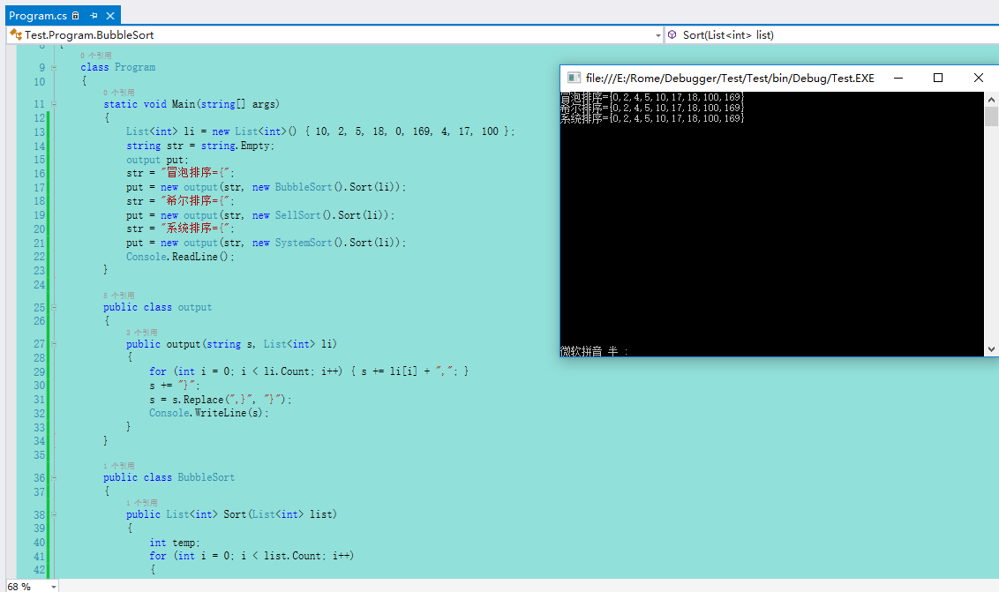 Program.cs
Test.Program.BubbleSort
Sort(List<int> list)
8 {
0 个引用
9 class Program
10 {
0 个引用
11 static void Main(string[] args)
12 {
13 List<int> li = new List<int>() { 10, 2, 5, 18, 0, 169, 4, 17, 100 };
14 string str = string.Empty;
15 output put;
16 str = "冒泡排序={";
17 put = new output(str, new BubbleSort().Sort(li));
18 str = "希尔排序={";
19 put = new output(str, new SellSort().Sort(li));
20 str = "系统排序={";
21 put = new output(str, new SystemSort().Sort(li));
22 Console.ReadLine();
23 }
24
3 个引用
25 public class output
26 {
3 个引用
27 public output(string s, List<int> li)
28 {
29 for (int i = 0; i < li.Count; i++) { s += li[i] + ","; }
30 s += "}";
31 s = s.Replace(",}", "}");
32 Console.WriteLine(s);
33 }
34 }
35
1 个引用
36 public class BubbleSort
37 {
1 个引用
38 public List<int> Sort(List<int> list)
39 {
40 int temp;
41 for (int i = 0; i < list.Count; i++)
42 {
68 %
file:///E:/Rome/Debugger/Test/Test/bin/Debug/Test.EXE
冒泡排序={0,2,4,5,10,17,18,100,169}
希尔排序={0,2,4,5,10,17,18,100,169}
系统排序={0,2,4,5,10,17,18,100,169}
微软拼音 半 :